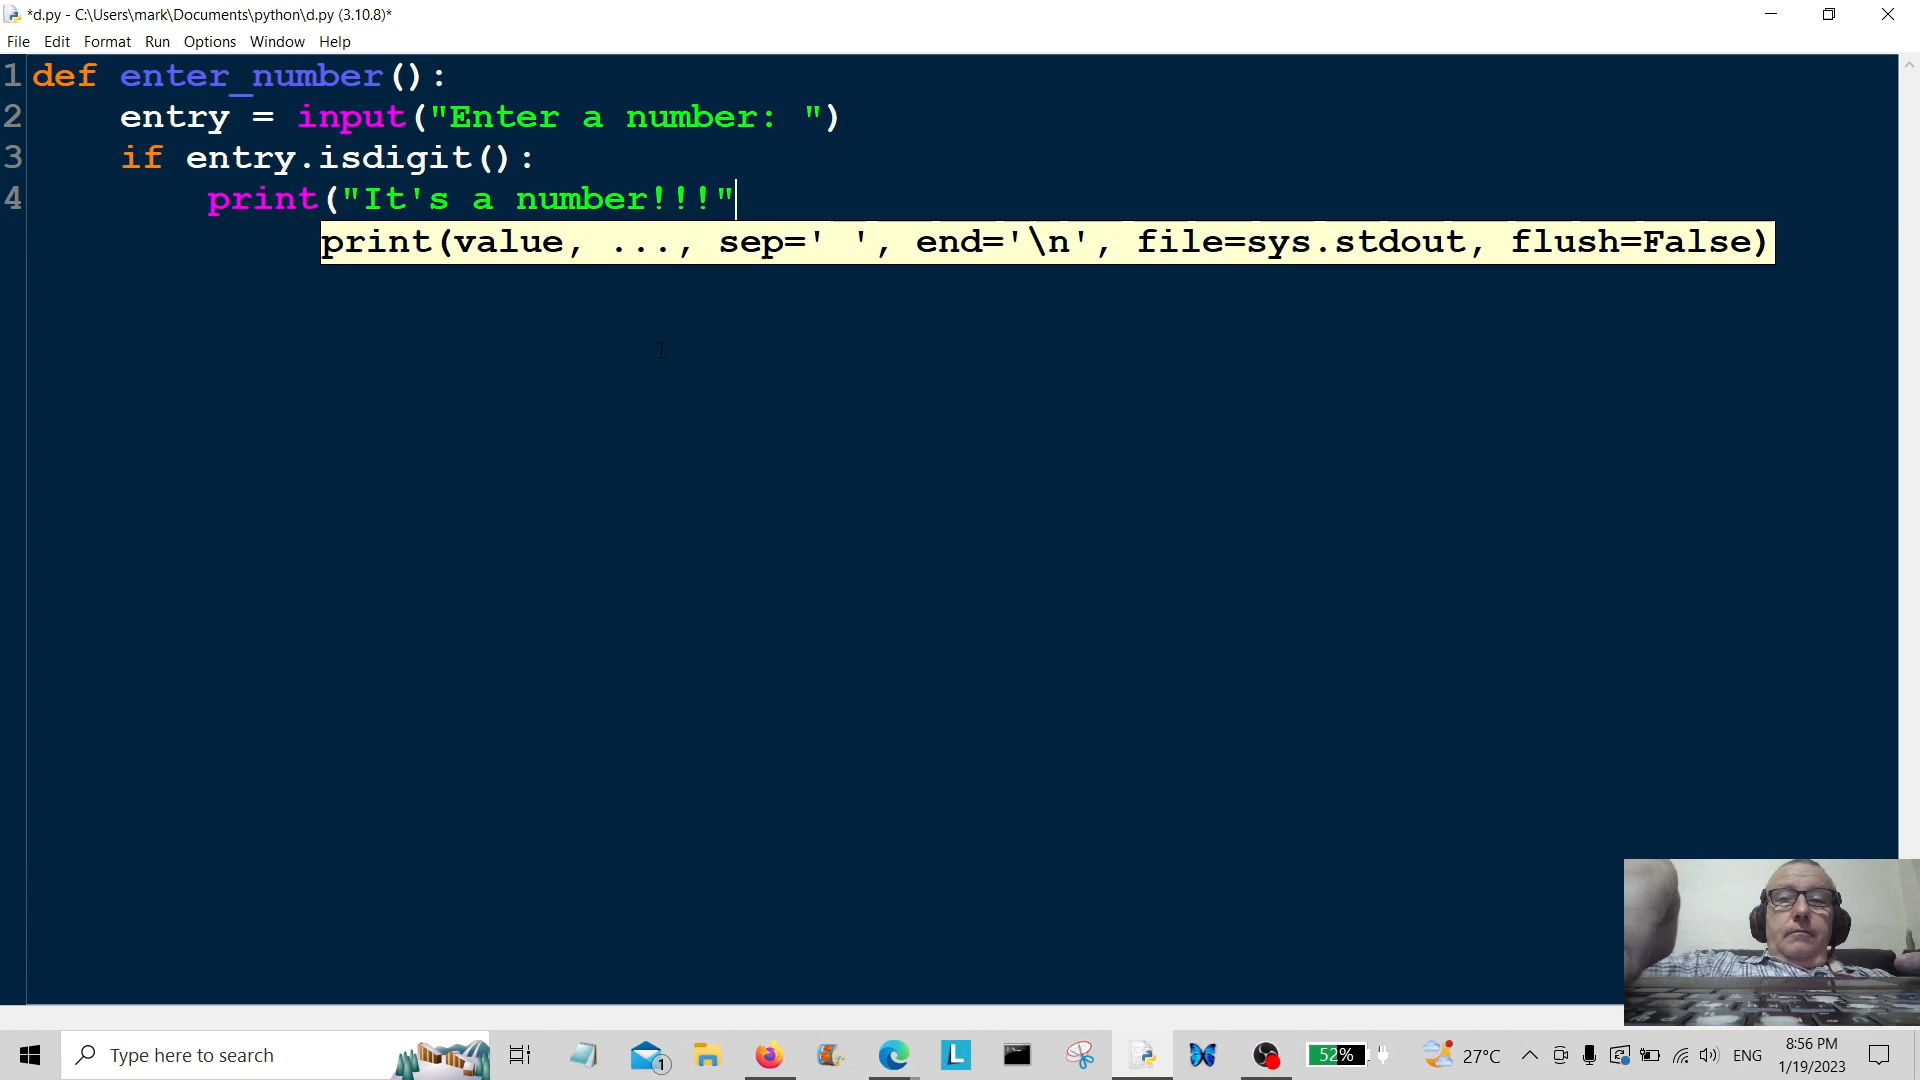 *d.py - C:\Users\mark\Documents\python\d.py (3.10.8)*
File Edit Format Run Options Window Help
1 def enter_number():
2 entry = input("Enter a number: ")
3 if entry.isdigit():
4 print("It's a number!!!"
print(value, ..., sep=' ', end='\n', file=sys.stdout, flush=False)
Type here to search 1 L 52% 27°C ENG 8:56 PM
1/19/2023